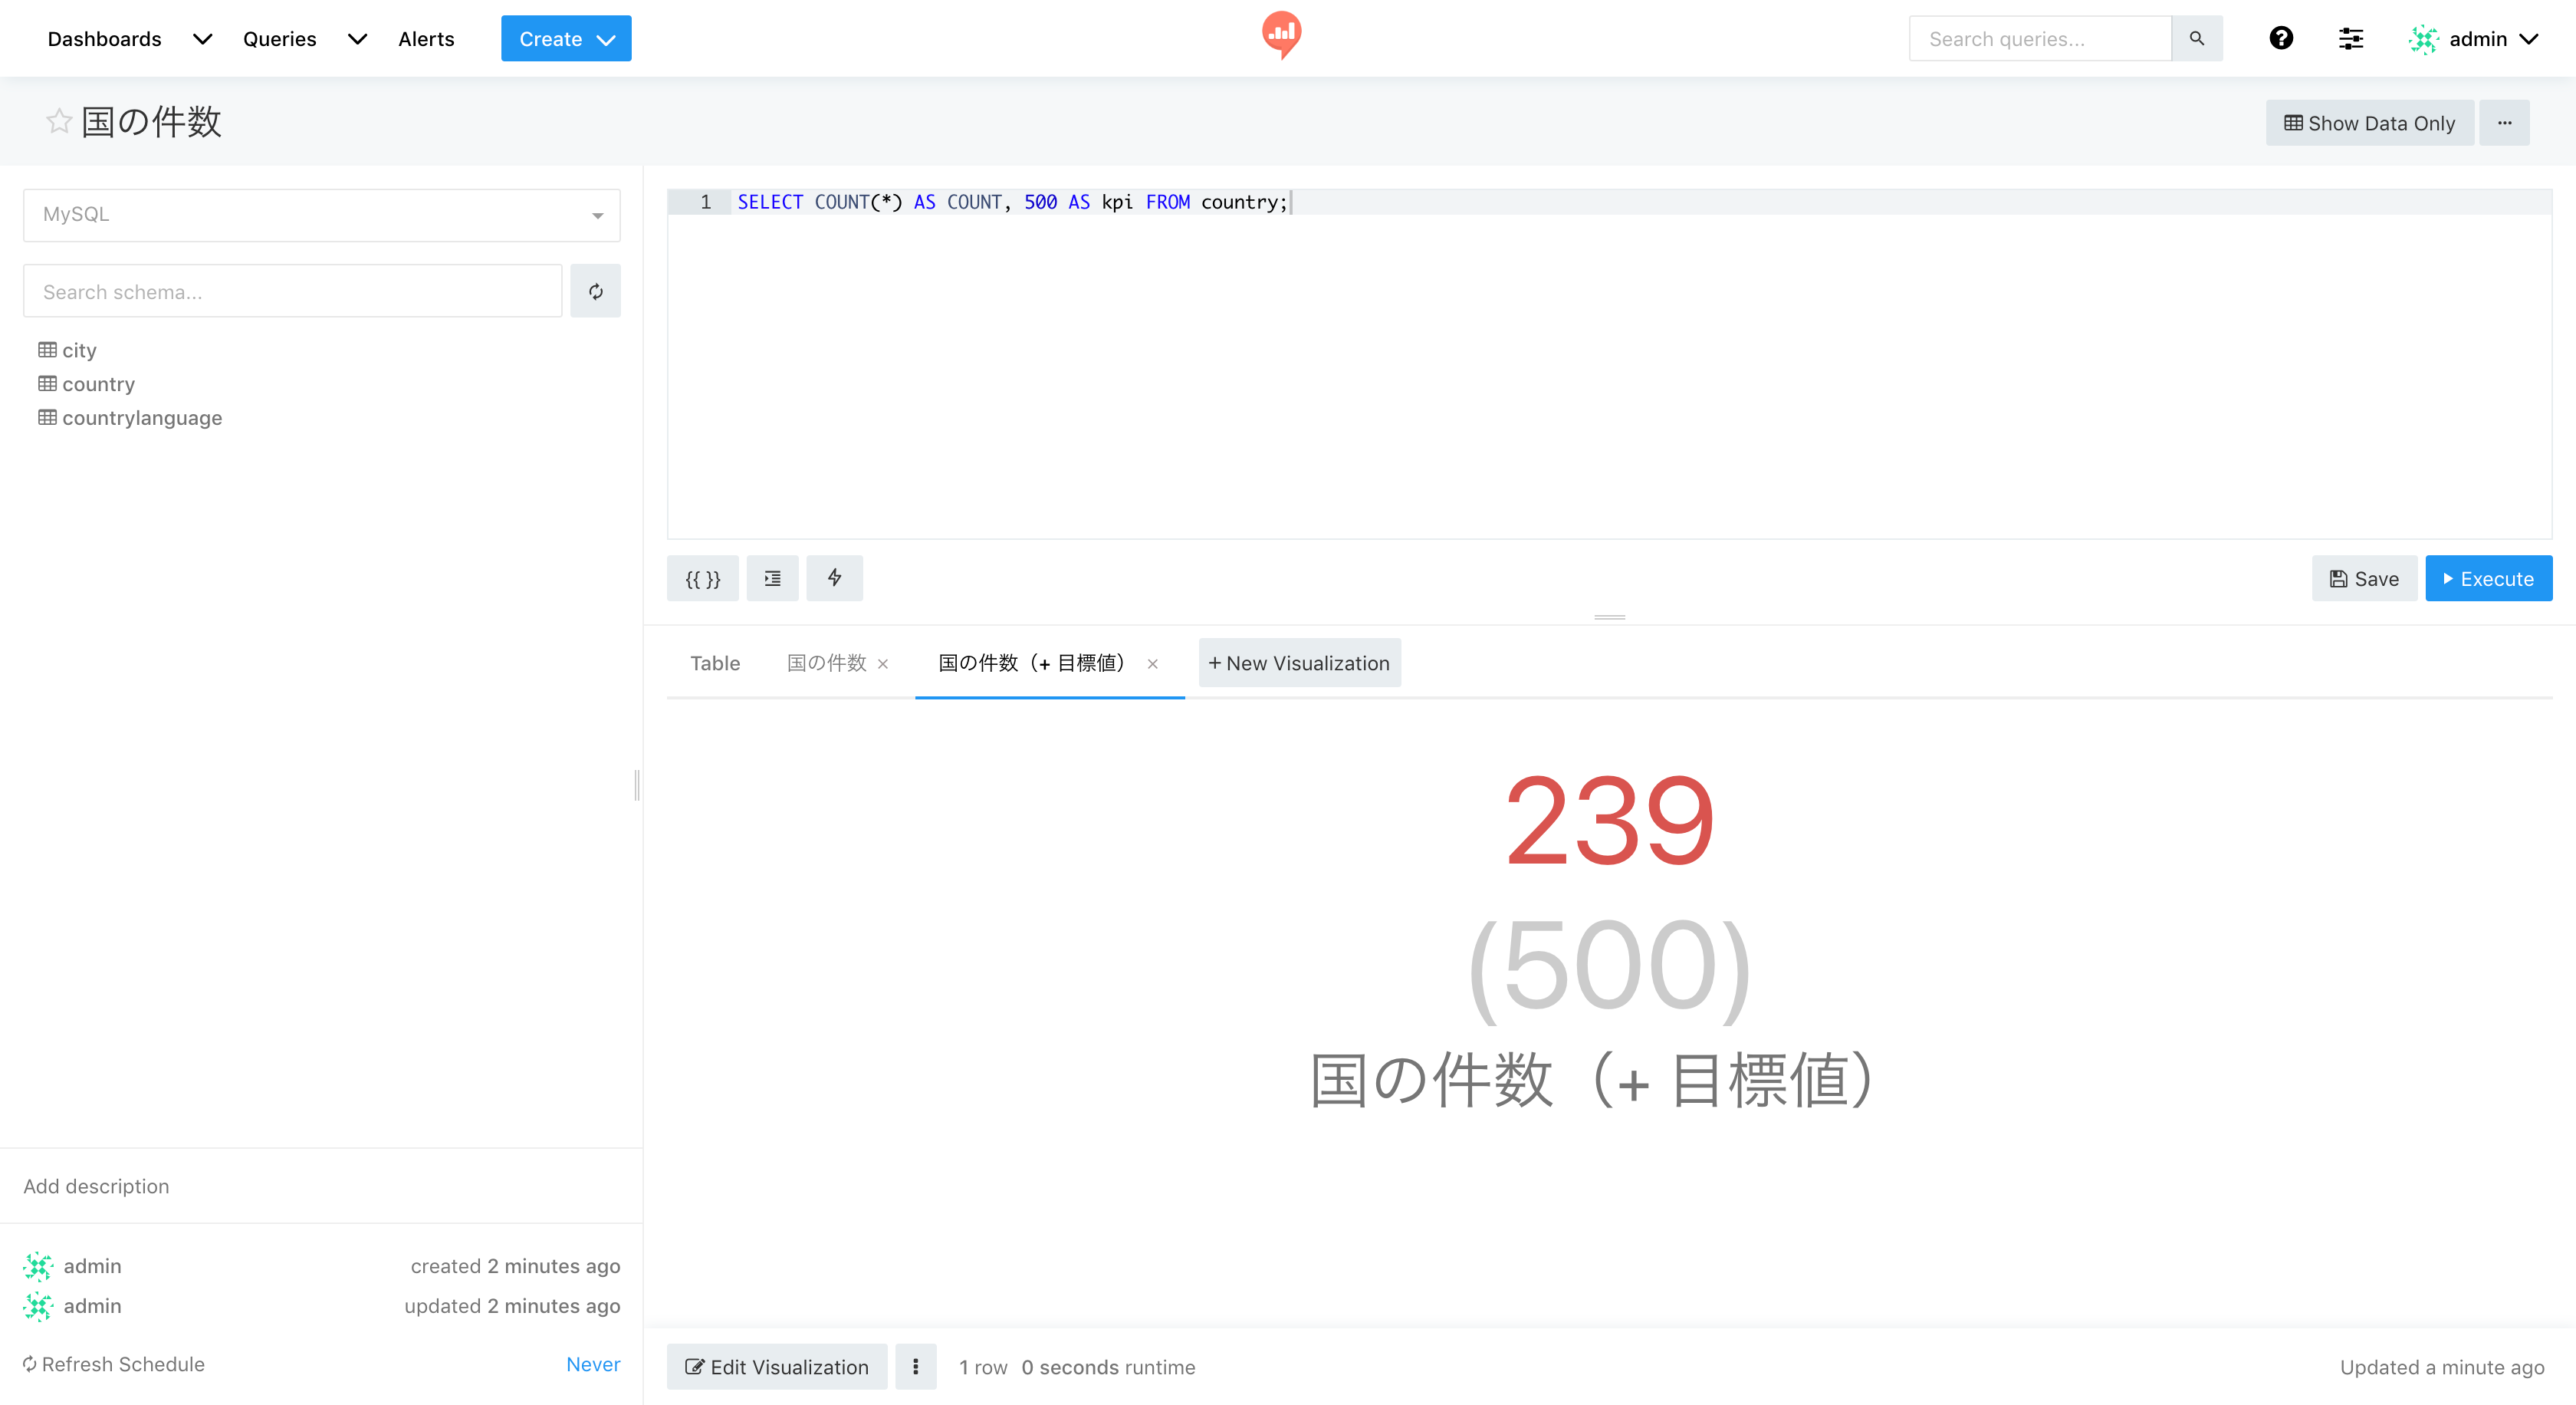 Dashboards Queries Alerts Create Search queries... admin
国の件数 Show Data Only ...
MySQL
Search schema...
city
country
countrylanguage
1 SELECT COUNT(*) AS COUNT, 500 AS kpi FROM country;
{{ }} Save Execute
Table 国の件数 × 国の件数（+ 目標値） × + New Visualization
239
(500)
国の件数（+ 目標値）
Add description
admin created 2 minutes ago
admin updated 2 minutes ago
Refresh Schedule Never
Edit Visualization 1 row 0 seconds runtime Updated a minute ago